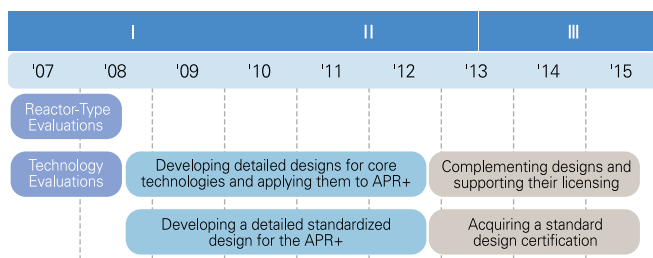 I II III
'07 '08 '09 '10 '11 '12 '13 '14 '15
Reactor-Type
Evaluations
Technology
Evaluations
Developing detailed designs for core
technologies and applying them to APR+
Complementing designs and
supporting their licensing
Developing a detailed standardized
design for the APR+
Acquiring a standard
design certification